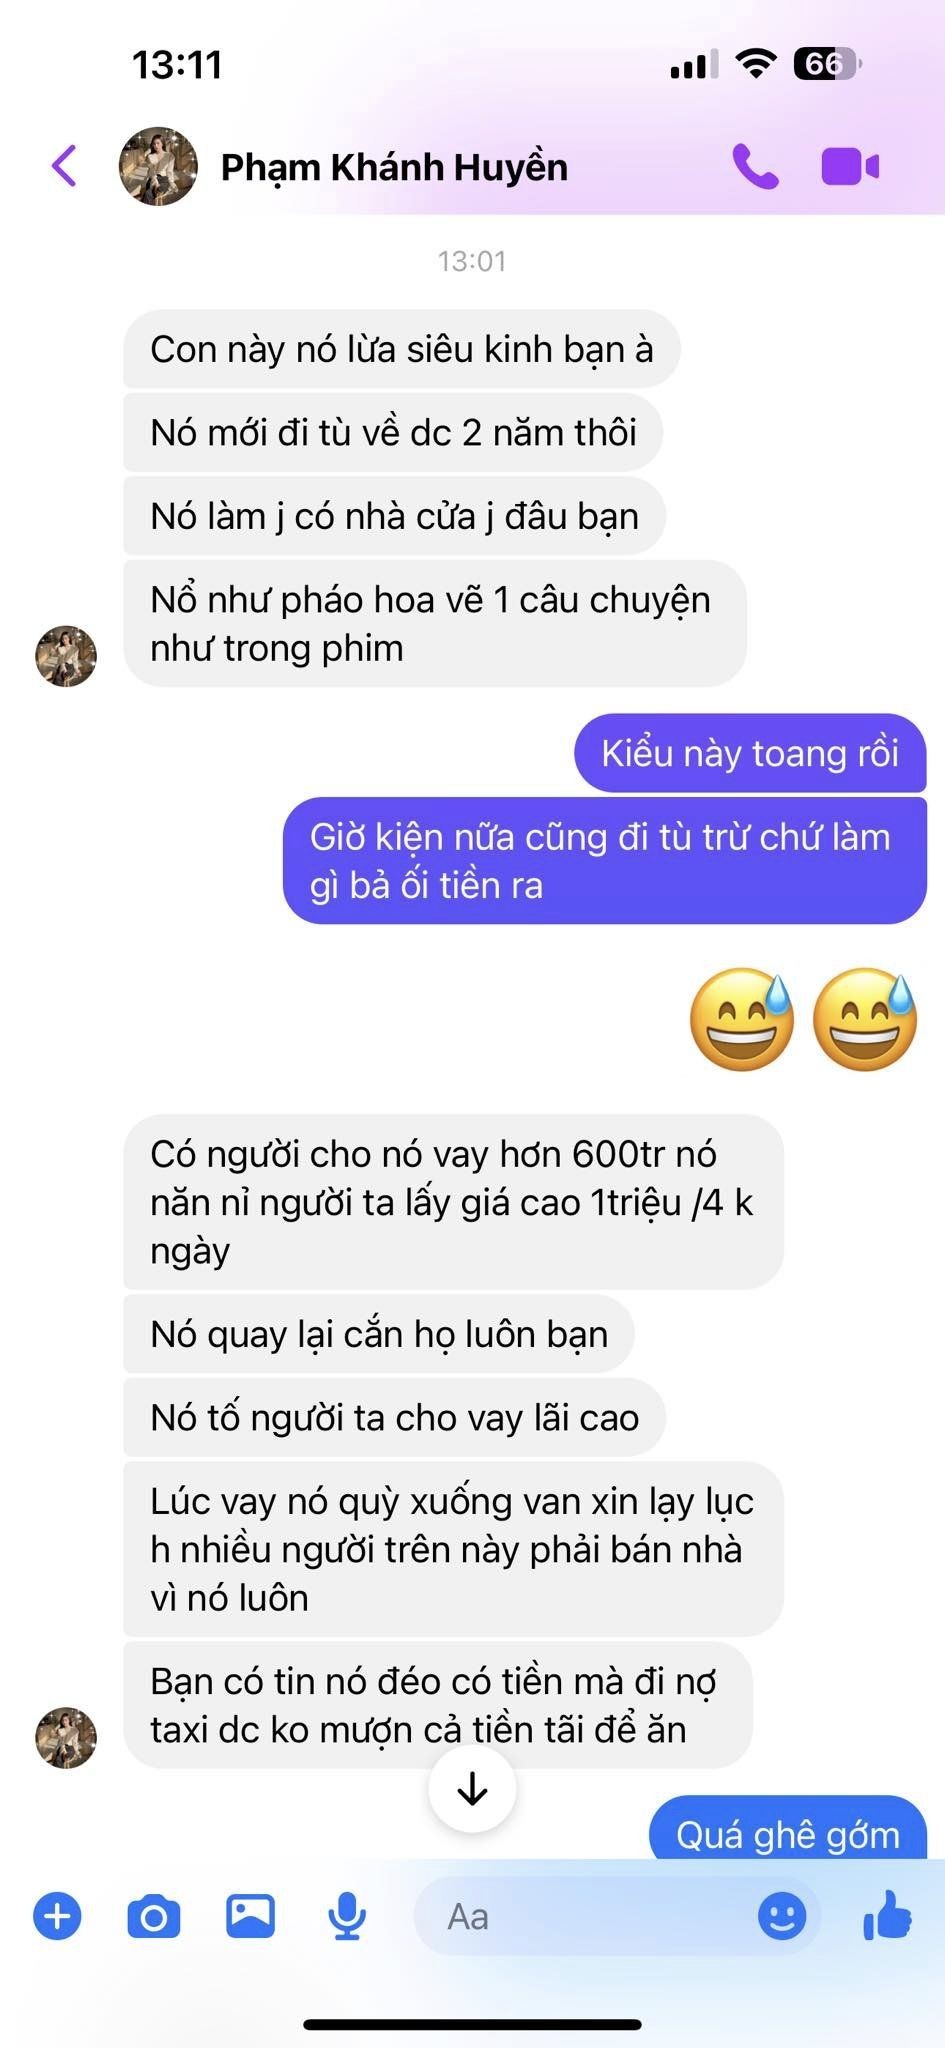 13:11
66
Phạm Khánh Huyền
13:01
Con này nó lừa siêu kinh bạn à
Nó mới đi tù về dc 2 năm thôi
Nó làm j có nhà cửa j đâu bạn
Nổ như pháo hoa vẽ 1 câu chuyện
như trong phim
Kiểu này toang rồi
Giờ kiện nữa cũng đi tù trừ chứ làm
gì bả ối tiền ra
Có người cho nó vay hơn 600tr nó
năn nỉ người ta lấy giá cao 1triệu /4 k
ngày
Nó quay lại cắn họ luôn bạn
Nó tố người ta cho vay lãi cao
Lúc vay nó quỳ xuống van xin lạy lục
h nhiều người trên này phải bán nhà
vì nó luôn
Bạn có tin nó đéo có tiền mà đi nợ
taxi dc ko mượn cả tiền tãi để ăn
Quá ghê gớm
Aa